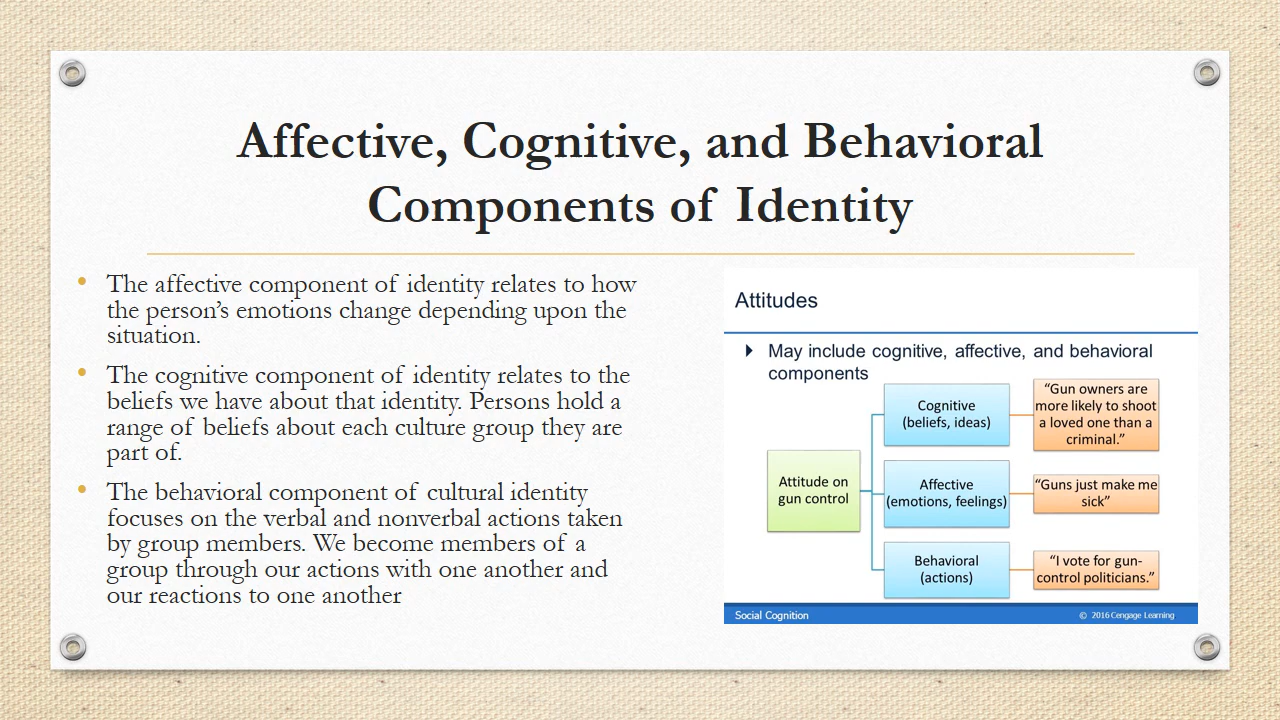 Affective, Cognitive, and Behavioral
Components of Identity
• The affective component of identity relates to how
the person’s emotions change depending upon the
situation.
• The cognitive component of identity relates to the
beliefs we have about that identity. Persons hold a
range of beliefs about each culture group they are
part of.
• The behavioral component of cultural identity
focuses on the verbal and nonverbal actions taken
by group members. We become members of a
group through our actions with one another and
our reactions to one another
Attitudes
May include cognitive, affective, and behavioral
components
Attitude on
gun control
Cognitive
(beliefs, ideas)
“Gun owners are
more likely to shoot
a loved one than a
criminal.”
Affective
(emotions, feelings)
“Guns just make me
sick”
Behavioral
(actions)
“I vote for gun-
control politicians.”
Social Cognition
© 2016 Cengage Learning